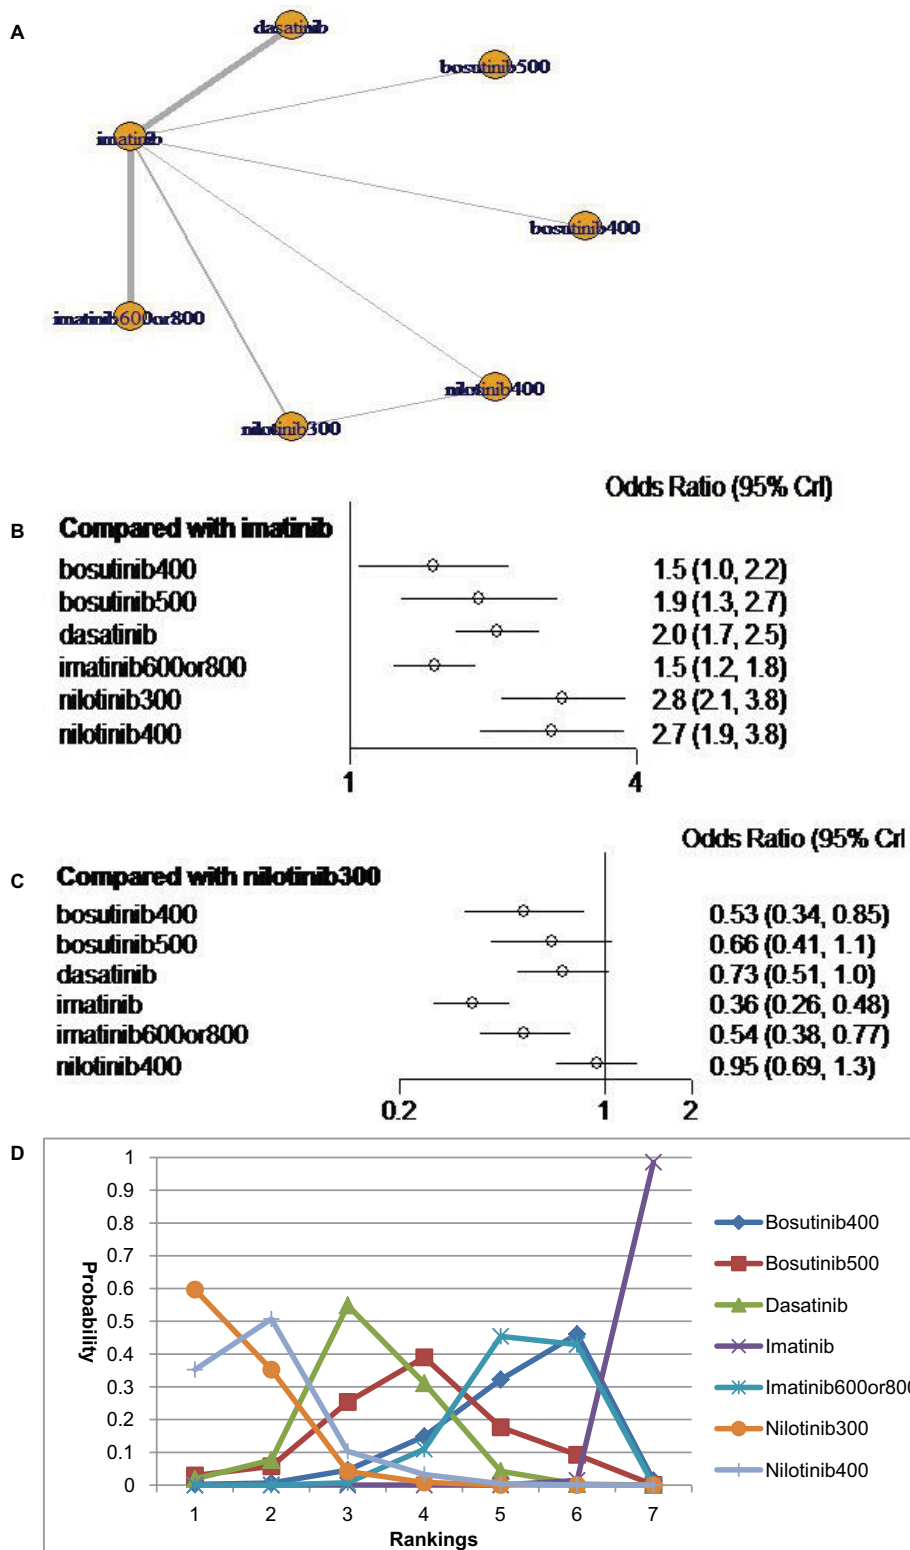 A
dasatinib
bosutinib500
imatinib
bosutinib400
imatinib600or800
nilotinib400
nilotinib300
Odds Ratio (95% CrI)
B Compared with imatinib
bosutinib400 1.5 (1.0, 2.2)
bosutinib500 1.9 (1.3, 2.7)
dasatinib 2.0 (1.7, 2.5)
imatinib600or800 1.5 (1.2, 1.8)
nilotinib300 2.8 (2.1, 3.8)
nilotinib400 2.7 (1.9, 3.8)
1 4
Odds Ratio (95% CrI
C Compared with nilotinib300
bosutinib400 0.53 (0.34, 0.85)
bosutinib500 0.66 (0.41, 1.1)
dasatinib 0.73 (0.51, 1.0)
imatinib 0.36 (0.26, 0.48)
imatinib600or800 0.54 (0.38, 0.77)
nilotinib400 0.95 (0.69, 1.3)
0.2 1 2
D
Probability
1
0.9
0.8
0.7
0.6
0.5
0.4
0.3
0.2
0.1
0
1 2 3 4 5 6 7
Rankings
Bosutinib400
Bosutinib500
Dasatinib
Imatinib
Imatinib600or800
Nilotinib300
Nilotinib400